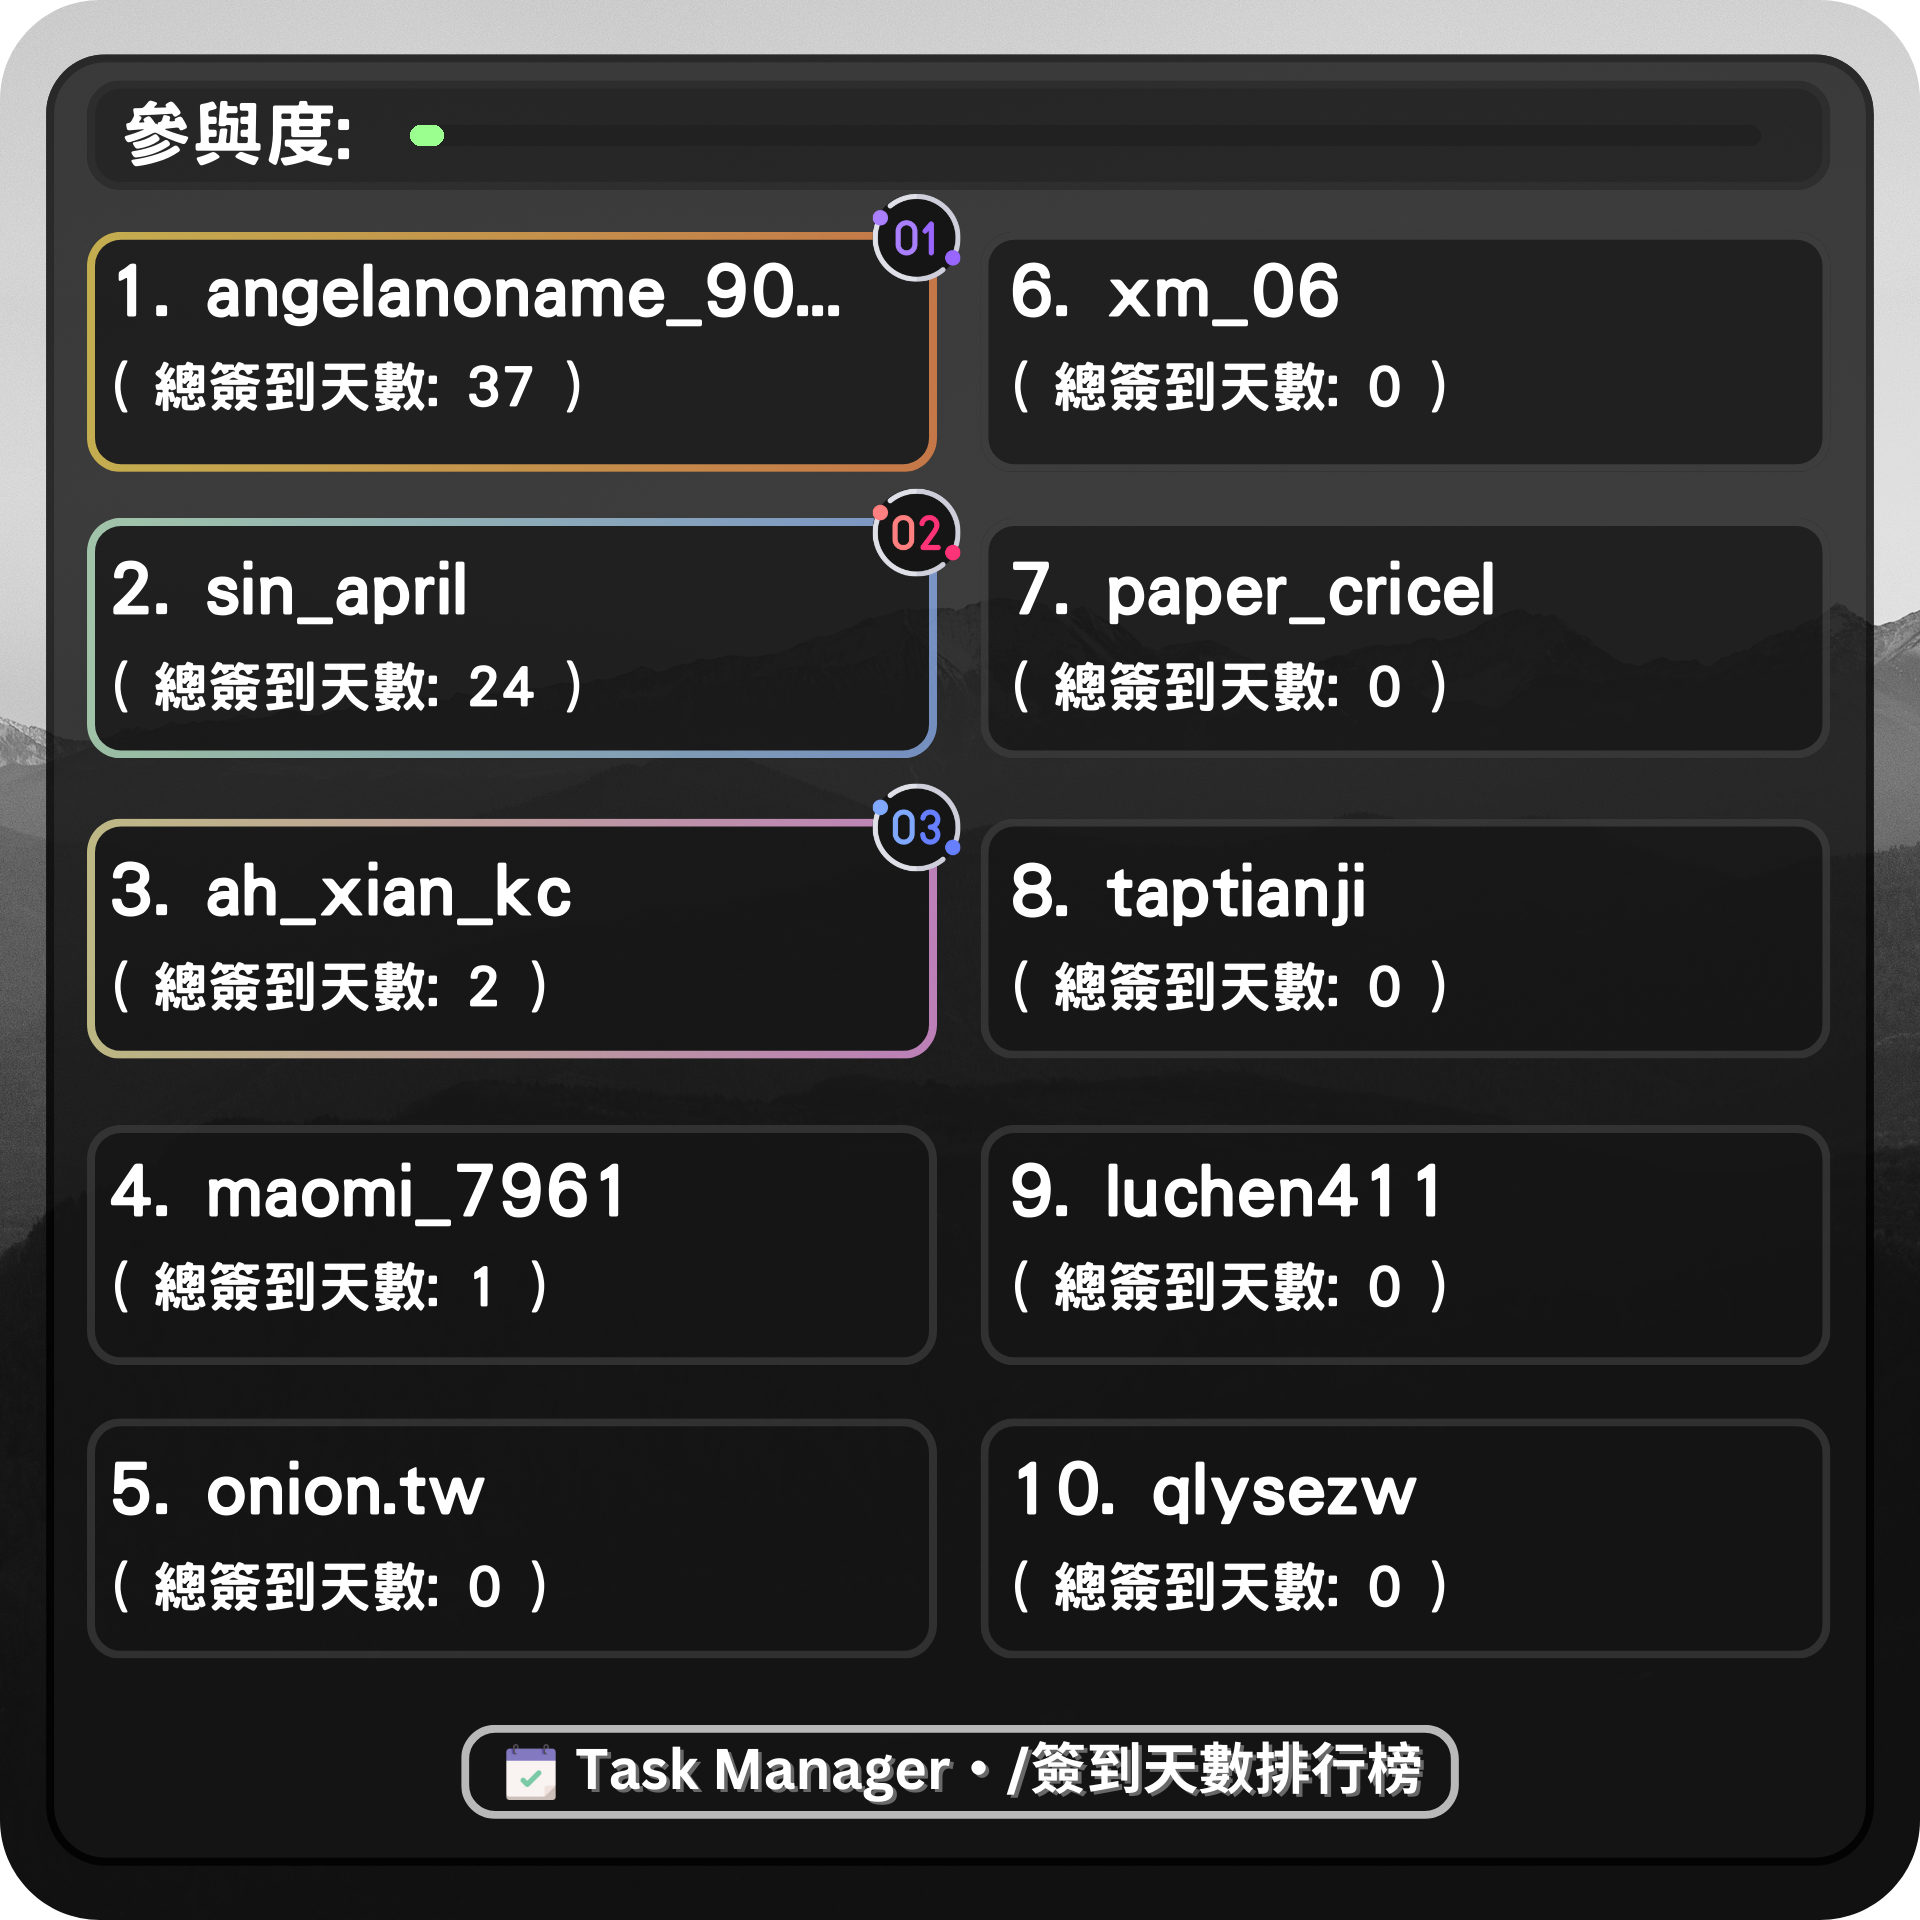 參與度:
01
1. angelanoname_90...
( 總簽到天數: 37 )
02
2. sin_april
( 總簽到天數: 24 )
03
3. ah_xian_kc
( 總簽到天數: 2 )
4. maomi_7961
( 總簽到天數: 1 )
5. onion.tw
( 總簽到天數: 0 )
6. xm_06
( 總簽到天數: 0 )
7. paper_cricel
( 總簽到天數: 0 )
8. taptianji
( 總簽到天數: 0 )
9. luchen411
( 總簽到天數: 0 )
10. qlysezw
( 總簽到天數: 0 )
Task Manager • /簽到天數排行榜